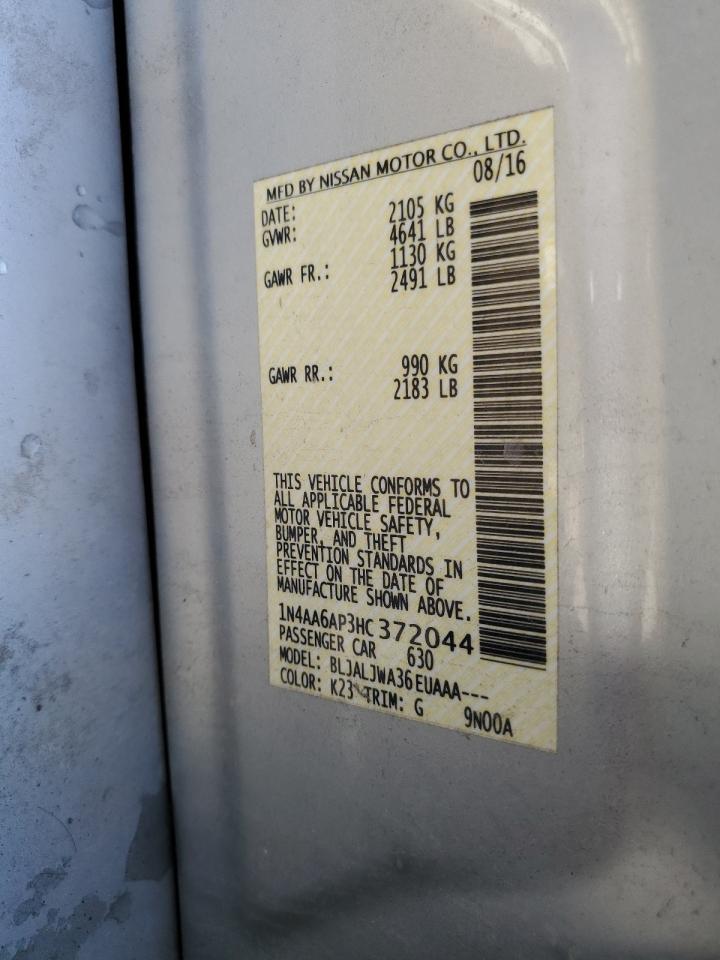 MFD BY NISSAN MOTOR CO., LTD.
DATE: 08/16
GVWR: 2105 KG
4641 LB
GAWR FR.: 1130 KG
2491 LB
GAWR RR.: 990 KG
2183 LB
THIS VEHICLE CONFORMS TO
ALL APPLICABLE FEDERAL
MOTOR VEHICLE SAFETY,
BUMPER, AND THEFT
PREVENTION STANDARDS IN
EFFECT ON THE DATE OF
MANUFACTURE SHOWN ABOVE.
1N4AA6AP3HC372044
PASSENGER CAR 630
MODEL: BLJALJWA36EUAAA---
COLOR: K23 TRIM: G 9N00A